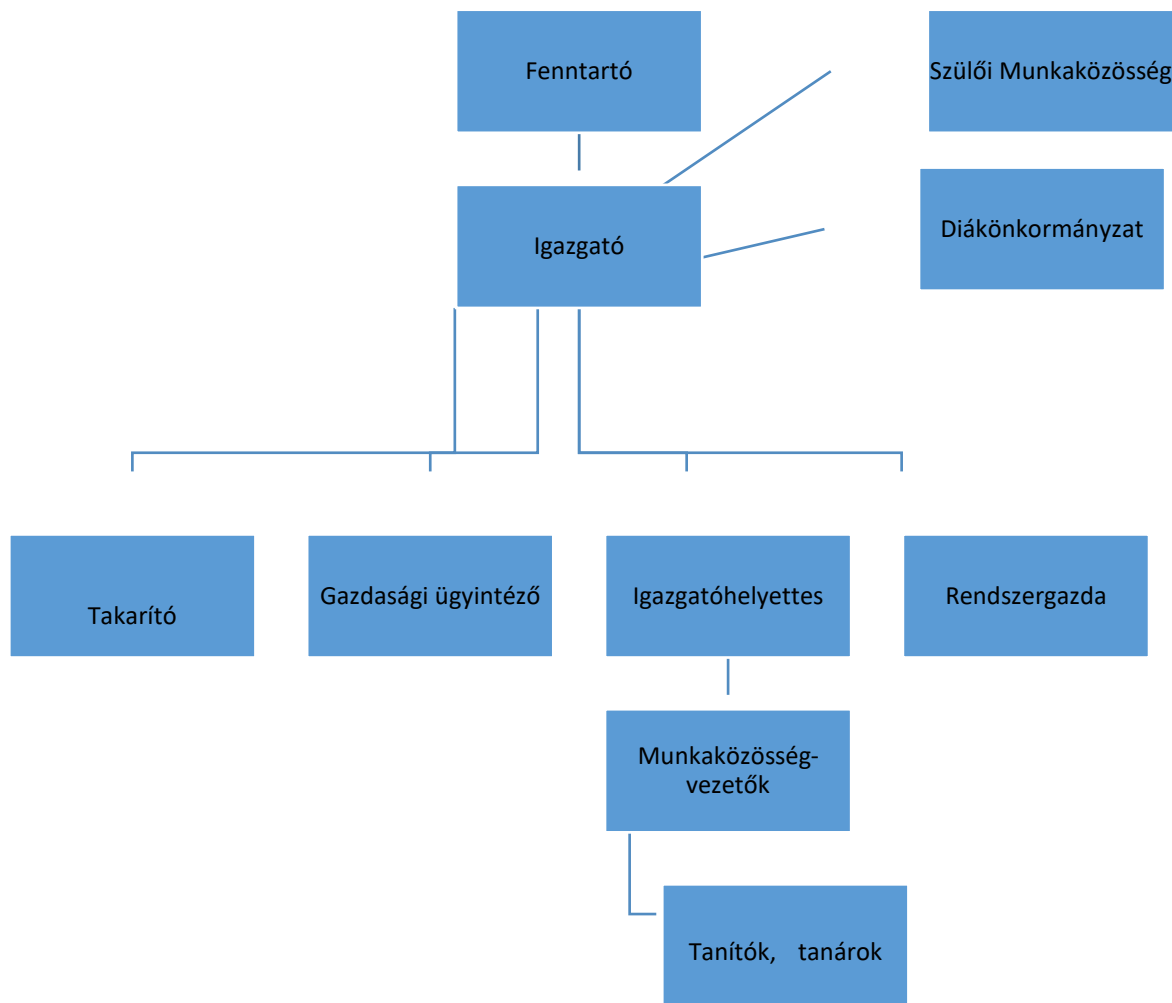 Fenntartó
Szülői Munkaközösség
Igazgató
Diákönkormányzat
Takarító
Gazdasági ügyintéző
Igazgatóhelyettes
Rendszergazda
Munkaközösség-
vezetők
Tanítók, tanárok